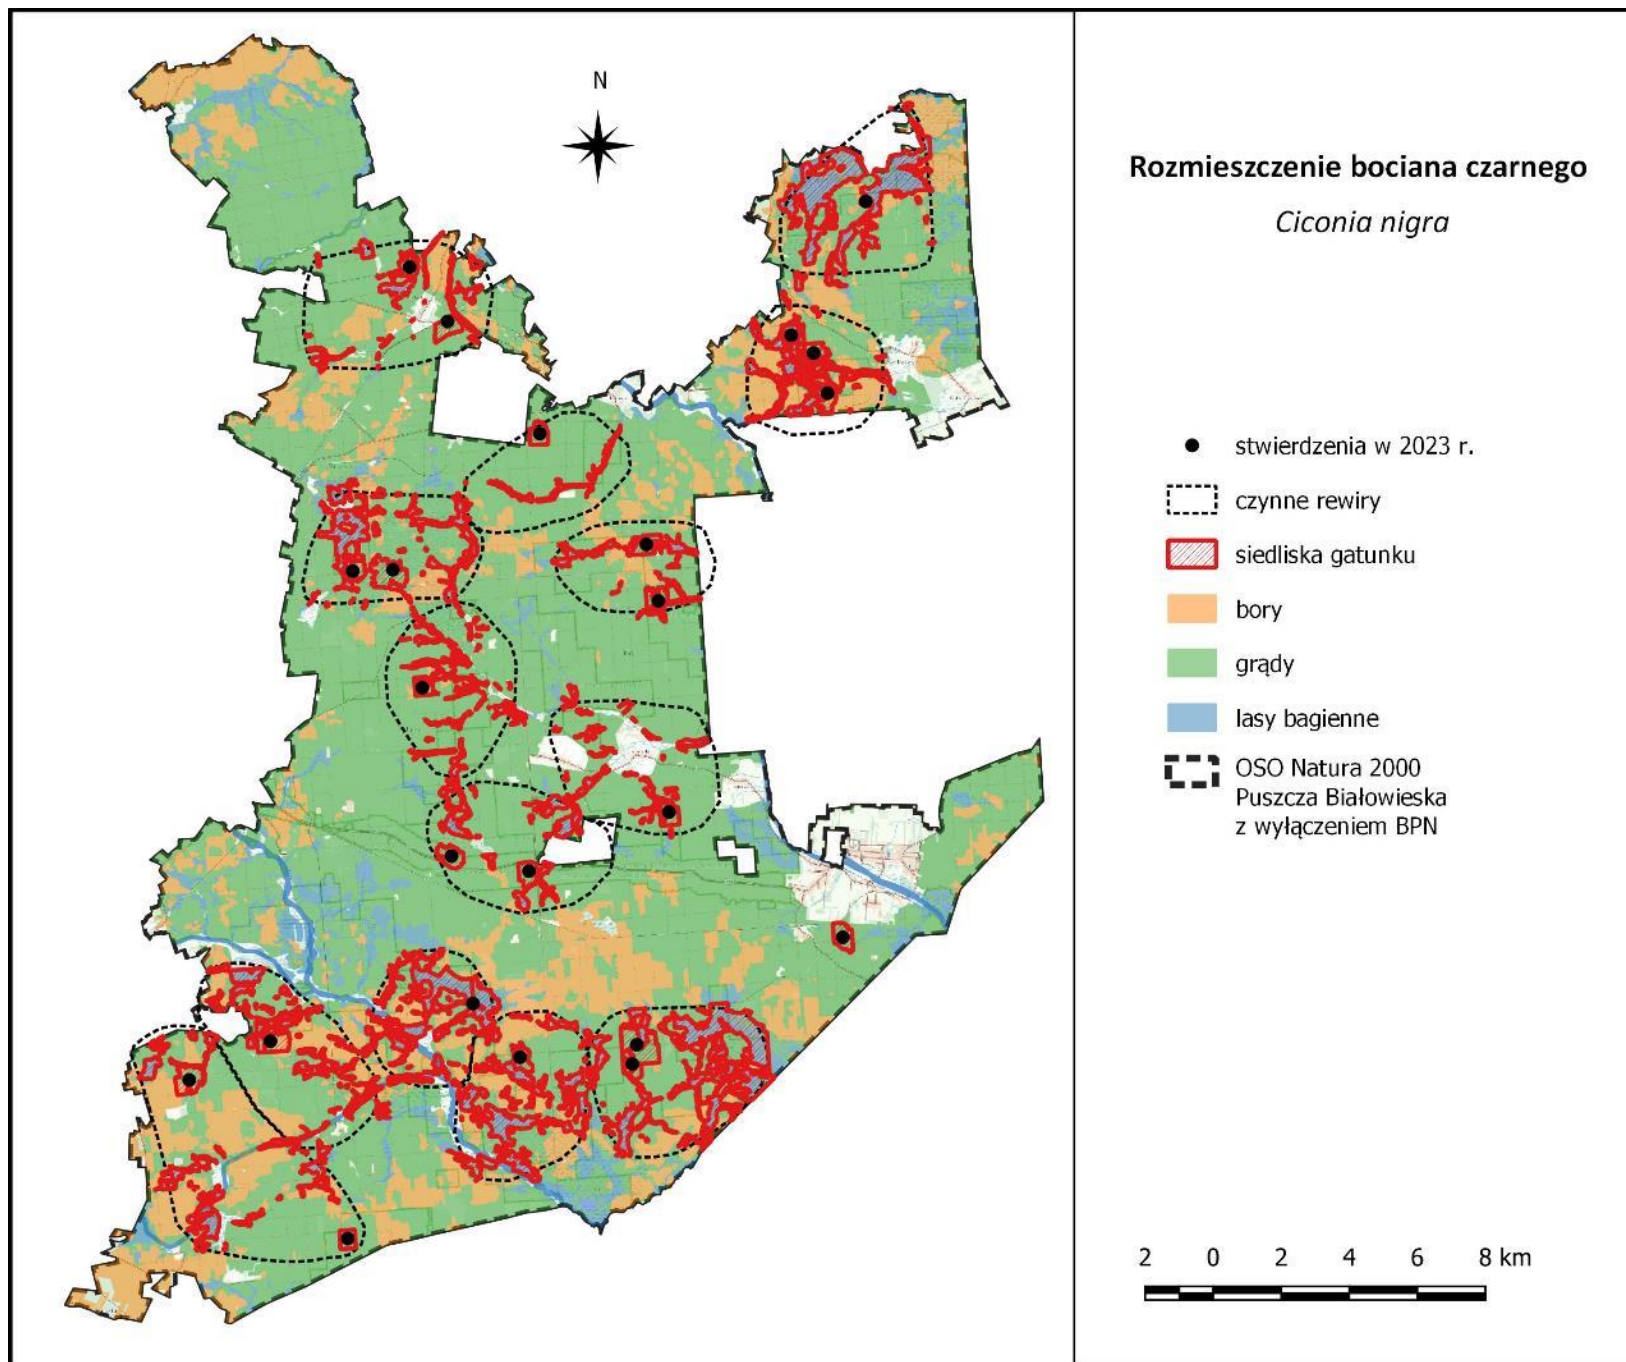 N
Rozmieszczenie bociana czarnego
Ciconia nigra
stwierdzenia w 2023 r.
czynne rewiry
siedliska gatunku
bory
grądy
lasy bagienne
OSO Natura 2000
Puszcza Białowieska
z wyłączeniem BPN
2 0 2 4 6 8 km